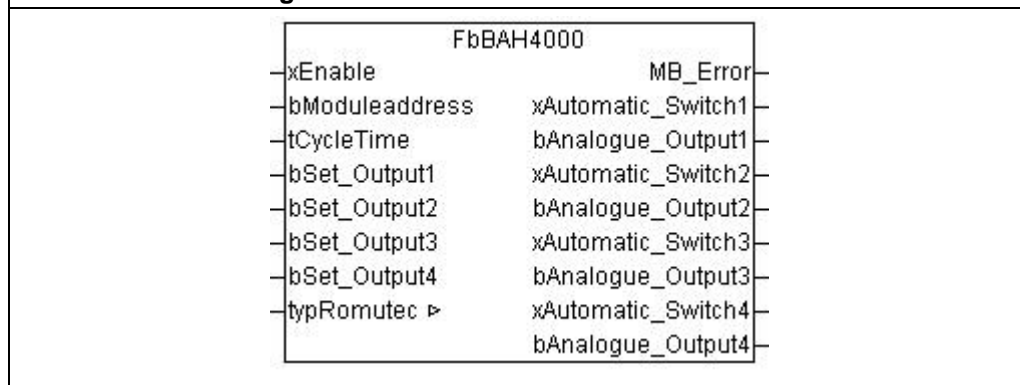 FbBAH4000
xEnable MB_Error
bModuleaddress xAutomatic_Switch1
tCycleTime bAnalogue_Output1
bSet_Output1 xAutomatic_Switch2
bSet_Output2 bAnalogue_Output2
bSet_Output3 xAutomatic_Switch3
bSet_Output4 bAnalogue_Output3
typRomutec ▹ xAutomatic_Switch4
bAnalogue_Output4